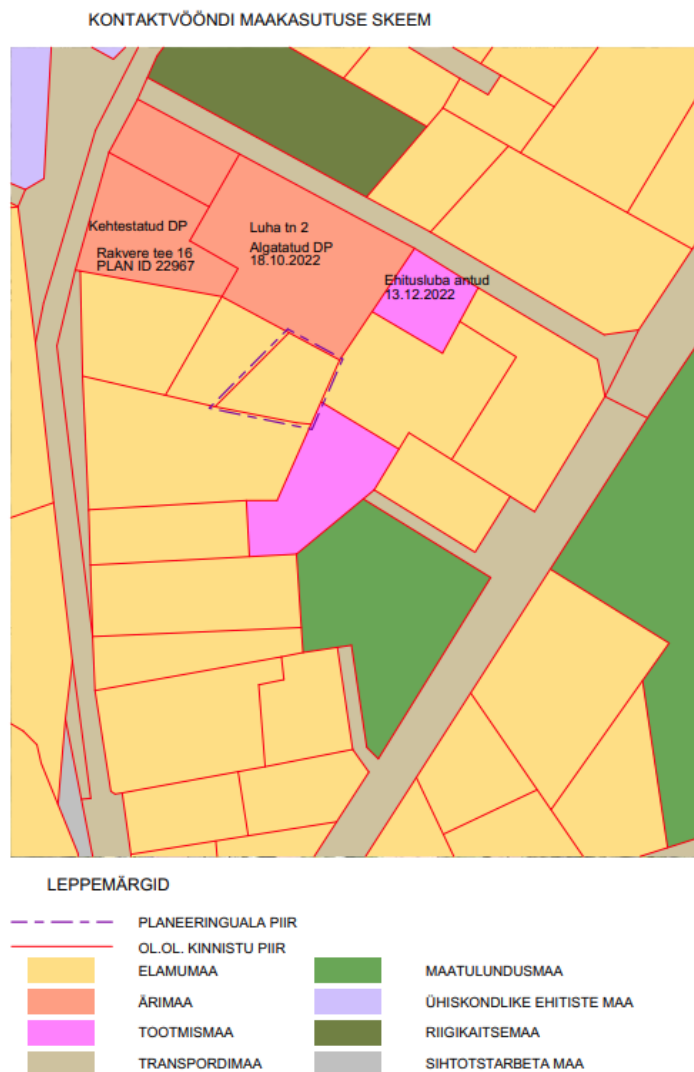 KONTAKTVÖÖNDI MAAKASUTUSE SKEEM
Kehtestatud DP
Rakvere tee 16
PLAN ID 22967
Luha tn 2
Algatatud DP
18.10.2022
Ehitusluba antud
13.12.2022
LEPPEMÄRGID
PLANEERINGUALA PIIR
OL.OL. KINNISTU PIIR
ELAMUMAA
ÄRIMAA
TOOTMISMAA
TRANSPORDIMAA
MAATULUNDUSMAA
ÜHISKONDLIKE EHITISTE MAA
RIIGIKAITSEMAA
SIHTOTSTARBETA MAA